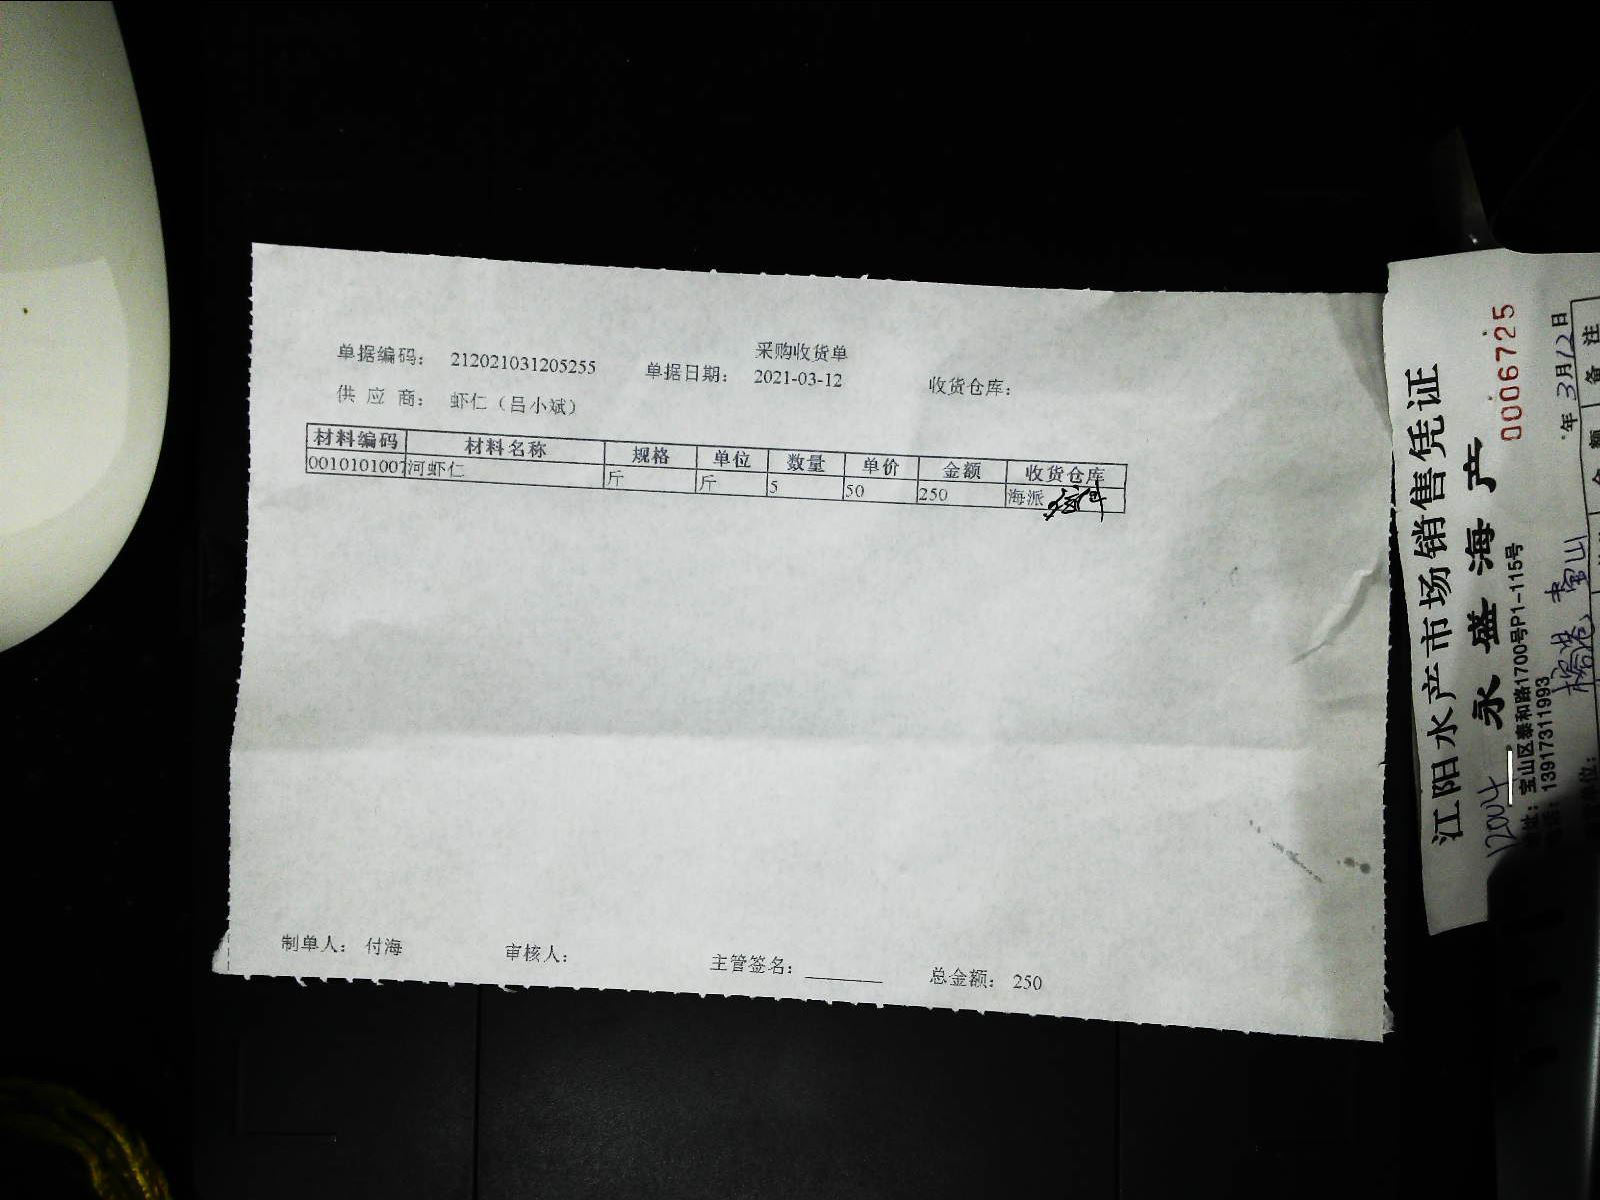 采购收货单
单据编码： 212021031205255 单据日期： 2021-03-12 收货仓库：
供 应 商： 虾仁（吕小斌）
材料编码 材料名称 规格 单位 数量 单价 金额 收货仓库
0010101007 河虾仁 斤 斤 5 50 250 海派
制单人： 付海 审核人： 主管签名： 总金额： 250
江阳水产市场销售凭证
永盛海产 0006725
宝山区泰和路1700号P1-115号
13917311993
年 3月12日
备注